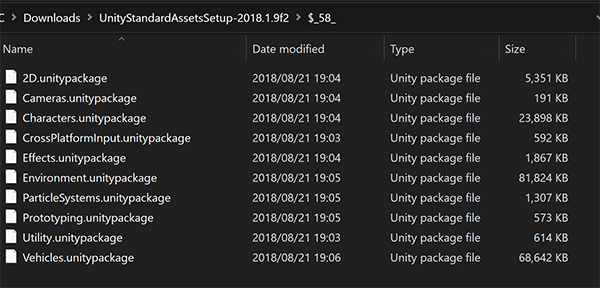 C > Downloads > UnityStandardAssetsSetup-2018.1.9f2 > $_58_
Name Date modified Type Size
2D.unitypackage 2018/08/21 19:04 Unity package file 5,351 KB
Cameras.unitypackage 2018/08/21 19:04 Unity package file 191 KB
Characters.unitypackage 2018/08/21 19:04 Unity package file 23,898 KB
CrossPlatformInput.unitypackage 2018/08/21 19:03 Unity package file 592 KB
Effects.unitypackage 2018/08/21 19:04 Unity package file 1,867 KB
Environment.unitypackage 2018/08/21 19:05 Unity package file 81,824 KB
ParticleSystems.unitypackage 2018/08/21 19:05 Unity package file 1,307 KB
Prototyping.unitypackage 2018/08/21 19:05 Unity package file 573 KB
Utility.unitypackage 2018/08/21 19:03 Unity package file 614 KB
Vehicles.unitypackage 2018/08/21 19:06 Unity package file 68,642 KB